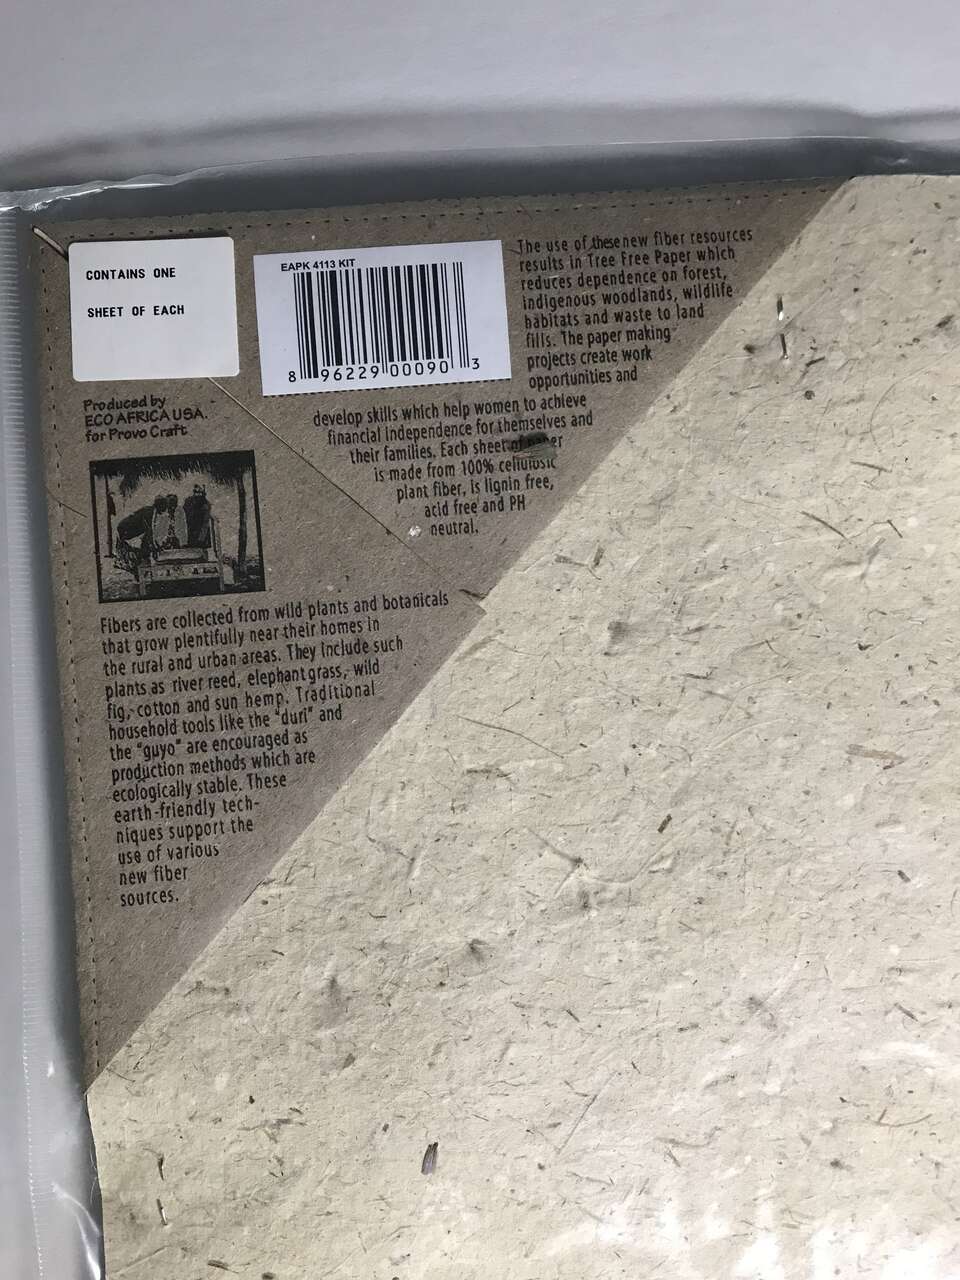 CONTAINS ONE
SHEET OF EACH
EAPK 4113 KIT
8 96229 00090 3
The use of these new fiber resources
results in Tree Free Paper which
reduces dependence on forest,
indigenous woodlands, wildlife
habitats and waste to land
fills. The paper making
projects create work
opportunities and
develop skills which help women to achieve
financial independence for themselves and
their families. Each sheet of paper
is made from 100% cellulosic
plant fiber, is lignin free,
acid free and PH
neutral.
Produced by
ECO AFRICA USA.
for Provo Craft
Fibers are collected from wild plants and botanicals
that grow plentifully near their homes in
the rural and urban areas. They include such
plants as river reed, elephant grass, wild
fig, cotton and sun hemp. Traditional
household tools like the "duri" and
the "guyo" are encouraged as
production methods which are
ecologically stable. These
earth-friendly tech-
niques support the
use of various
new fiber
sources.